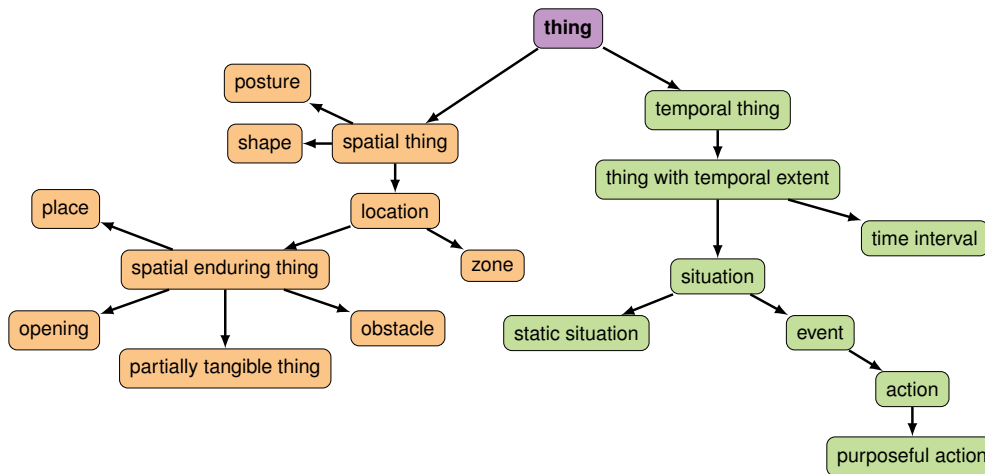 thing
posture
temporal thing
shape
spatial thing
thing with temporal extent
place
location
time interval
spatial enduring thing
zone
situation
opening
obstacle
static situation
event
partially tangible thing
action
purposeful action